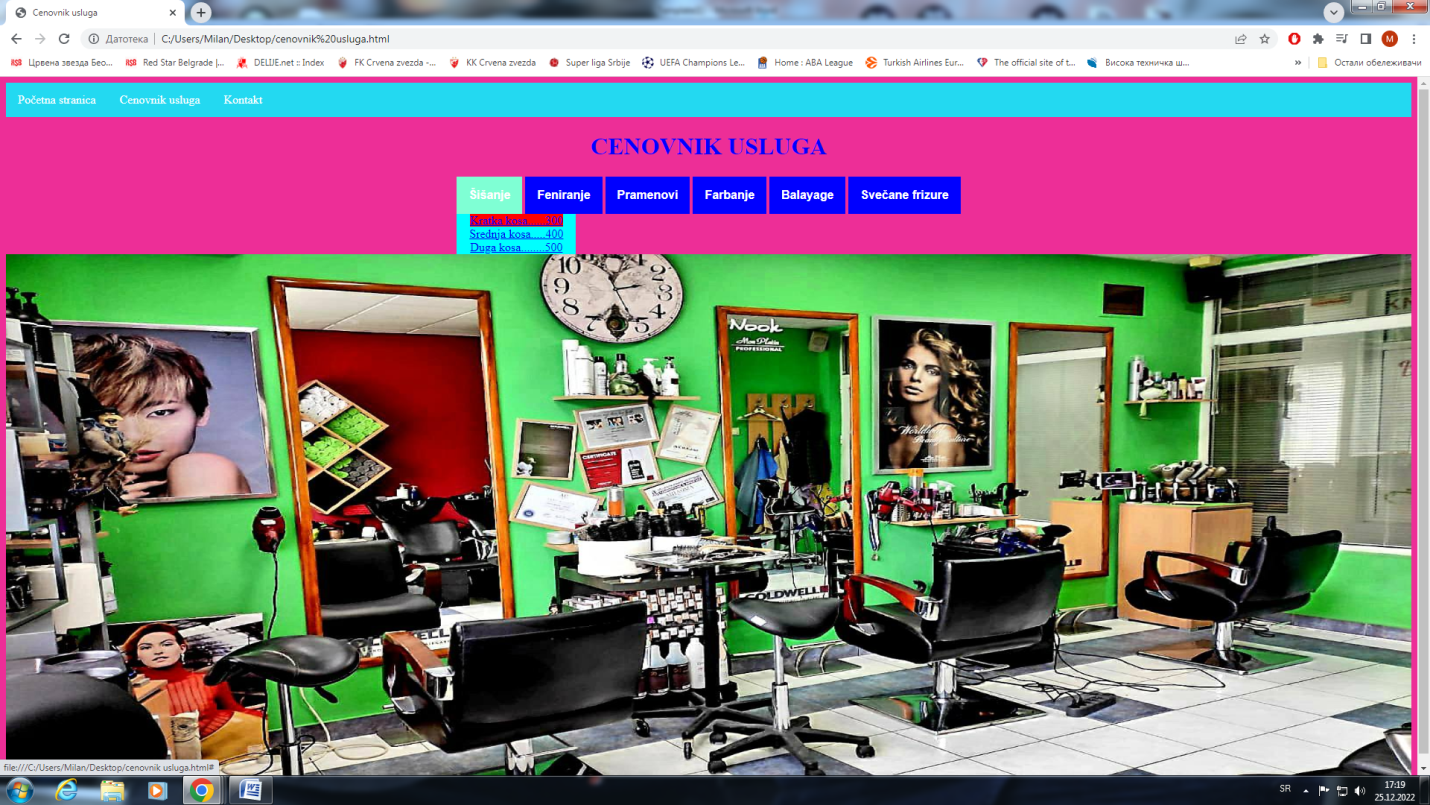 Cenovnik usluga
Датотека | C:/Users/Milan/Desktop/cenovnik%20usluga.html
M
Црвена звезда Бео... Red Star Belgrade |... DELIJE.net :: Index FK Crvena zvezda -... KK Crvena zvezda Super liga Srbije UEFA Champions Le... Home : ABA League Turkish Airlines Eur... The official site of t... Висока техничка ш... » Остали обележивачи
Početna stranica Cenovnik usluga Kontakt
CENOVNIK USLUGA
Šišanje Feniranje Pramenovi Farbanje Balayage Svečane frizure
Kratka kosa......300
Srednja kosa.....400
Duga kosa........500
Nook
PROFESSIONAL
CERTIFICATE
GOLDWELL
file:///C:/Users/Milan/Desktop/cenovnik usluga.html#
SR
17:19
25.12.2022